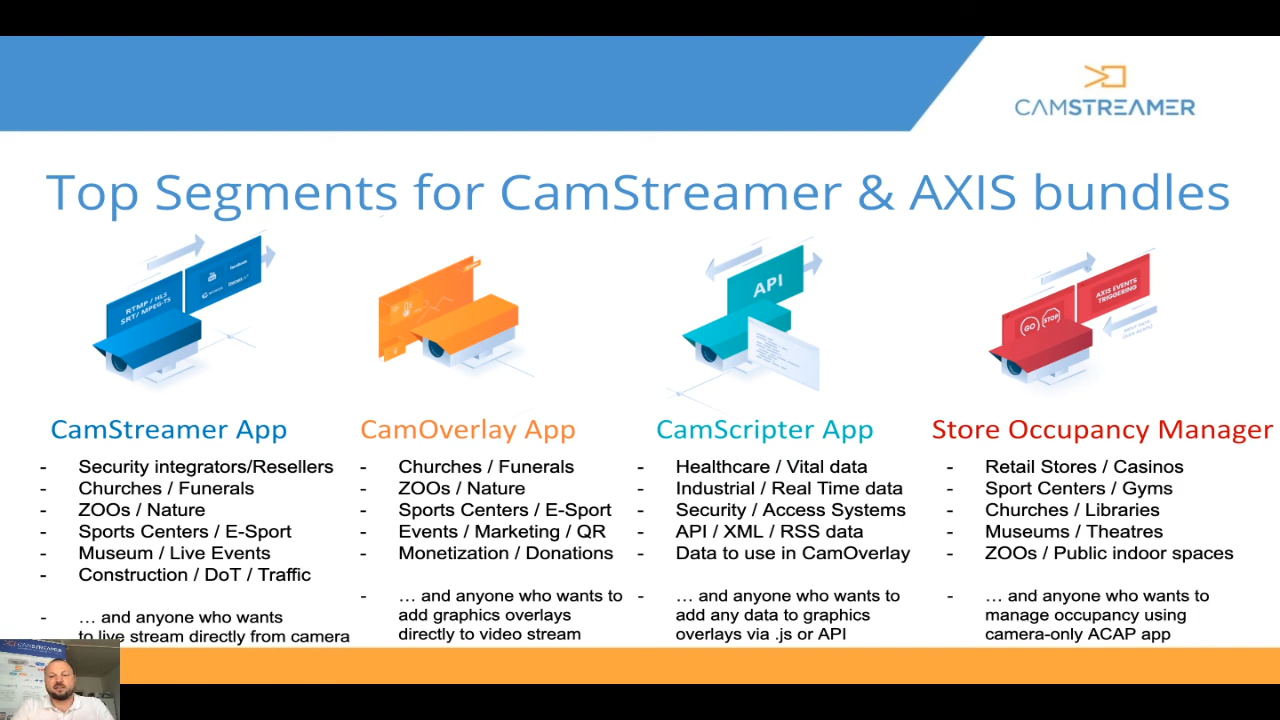 CAMSTREAMER
Top Segments for CamStreamer & AXIS bundles
RTMP / HLS
SRT/ MPEG-TS
facebook
API
GO STOP
AXIS EVENTS
TRIGGERING
CamStreamer App
- Security integrators/Resellers
- Churches / Funerals
- ZOOs / Nature
- Sports Centers / E-Sport
- Museum / Live Events
- Construction / DoT / Traffic
- … and anyone who wants
to live stream directly from camera
CamOverlay App
- Churches / Funerals
- ZOOs / Nature
- Sports Centers / E-Sport
- Events / Marketing / QR
- Monetization / Donations
- … and anyone who wants to
add graphics overlays
directly to video stream
CamScripter App
- Healthcare / Vital data
- Industrial / Real Time data
- Security / Access Systems
- API / XML / RSS data
- Data to use in CamOverlay
- … and anyone who wants to
add any data to graphics
overlays via .js or API
Store Occupancy Manager
- Retail Stores / Casinos
- Sport Centers / Gyms
- Churches / Libraries
- Museums / Theatres
- ZOOs / Public indoor spaces
- … and anyone who wants to
manage occupancy using
camera-only ACAP app
CAMSTREAMER